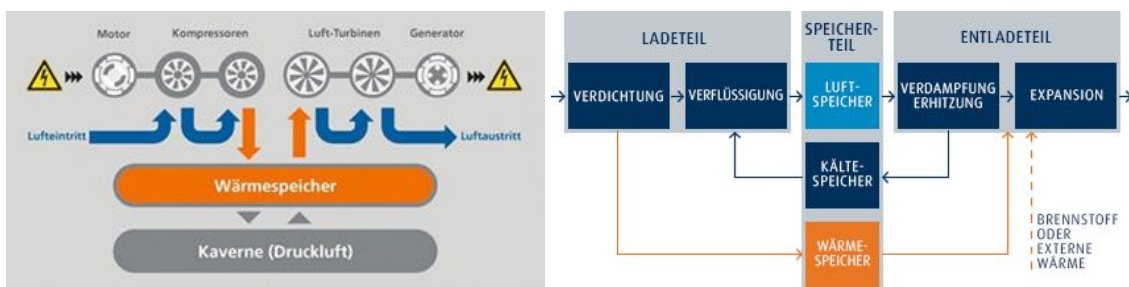 Motor
Kompressoren
Luft-Turbinen
Generator
Lufteintritt
Luftaustritt
Wärmespeicher
Kaverne (Druckluft)
LADETEIL
SPEICHER-
TEIL
ENTLADETEIL
VERDICHTUNG
VERFLÜSSIGUNG
LUFT-
SPEICHER
VERDAMPFUNG
ERHITZUNG
EXPANSION
KÄLTE-
SPEICHER
WÄRME-
SPEICHER
BRENNSTOFF
ODER
EXTERNE
WÄRME